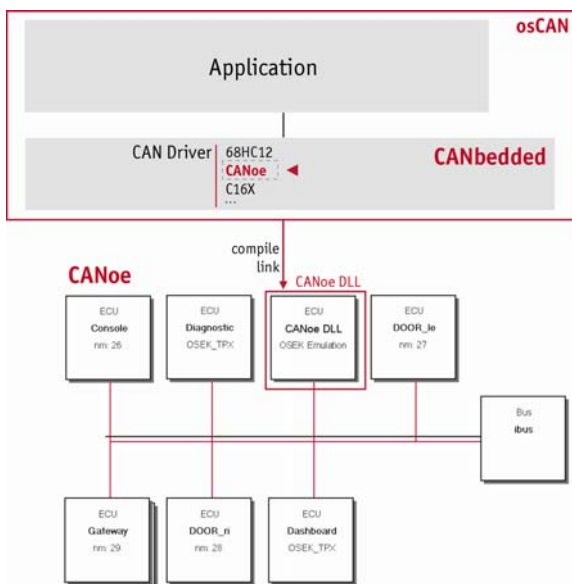 osCAN
Application
CAN Driver
68HC12
CANoe
C16X
...
CANbedded
compile
link
CANoe
CANoe DLL
ECU
Console
nm: 26
ECU
Diagnostic
OSEK_TPX
ECU
CANoe DLL
OSEK Emulation
ECU
DOOR_le
nm: 27
Bus
ibus
ECU
Gateway
nm: 29
ECU
DOOR_ri
nm: 28
ECU
Dashboard
OSEK_TPX